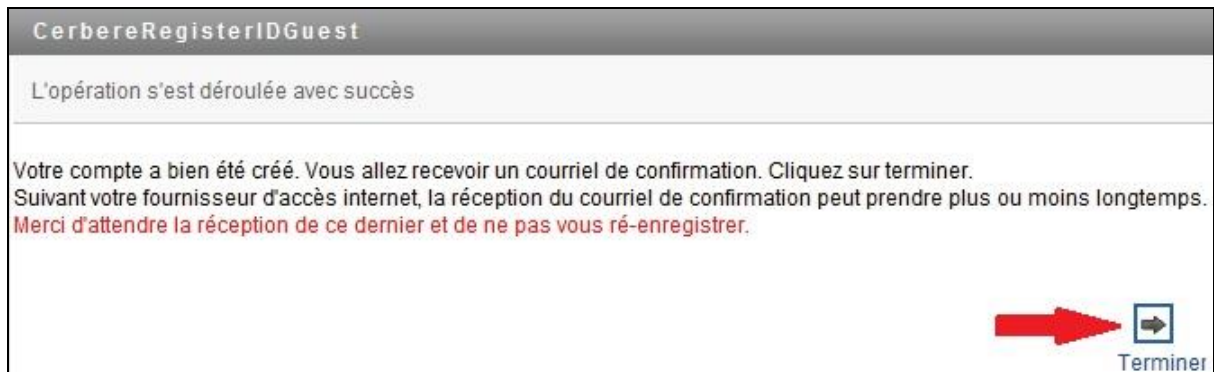 CerbereRegisterIDGuest
L'opération s'est déroulée avec succès
Votre compte a bien été créé. Vous allez recevoir un courriel de confirmation. Cliquez sur terminer.
Suivant votre fournisseur d'accès internet, la réception du courriel de confirmation peut prendre plus ou moins longtemps.
Merci d'attendre la réception de ce dernier et de ne pas vous ré-enregistrer.
Terminer